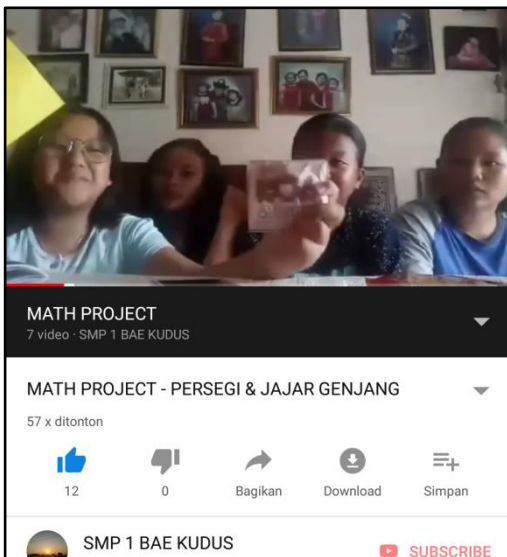 MATH PROJECT
7 video · SMP 1 BAE KUDUS
MATH PROJECT - PERSEGI & JAJAR GENJANG
57 x ditonton
12
0
Bagikan
Download
Simpan
SMP 1 BAE KUDUS
SUBSCRIBE